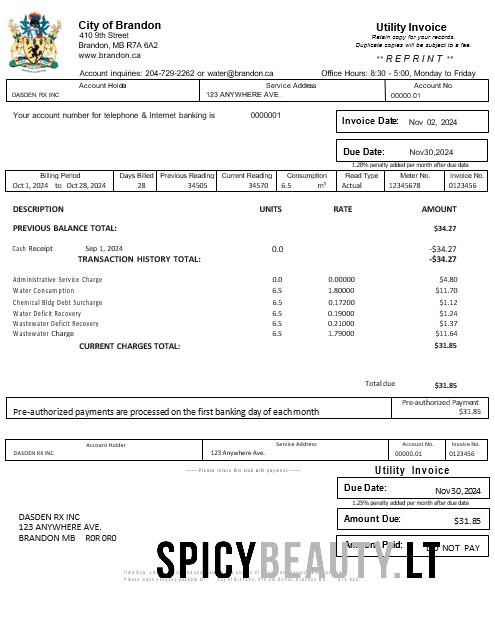 City of Brandon
410 9th Street
Brandon, MB R7A 6A2
www.brandon.ca
Utility Invoice
Retain copy for your records.
Duplicate copies will be subject to a fee.
** R E P R I N T **
Account inquiries: 204-729-2262 or water@brandon.ca
Office Hours: 8:30 - 5:00, Monday to Friday
Account Holder Service Address Account No
DASDEN RX INC 123 ANYWHERE AVE. 00000.01
Your account number for telephone & Internet banking is 0000001
Invoice Date: Nov 02, 2024
Due Date: Nov30,2024
1.28% penalty added per month after due date
Billing Period Days Billed Previous Reading Current Reading Consumption Read Type Meter No. Invoice No.
Oct 1, 2024 to Oct 28, 2024 28 34505 34570 6.5 m³ Actual 12345678 0123456
DESCRIPTION UNITS RATE AMOUNT
PREVIOUS BALANCE TOTAL: $34.27
Cash Receipt Sep 1, 2024 0.0 -$34.27
TRANSACTION HISTORY TOTAL: -$34.27
Administrative Service Charge 0.0 0.00000 $4.80
Water Consumption 6.5 1.80000 $11.70
Chemical Bldg Debt Surcharge 6.5 0.17200 $1.12
Water Deficit Recovery 6.5 0.19000 $1.24
Wastewater Deficit Recovery 6.5 0.21000 $1.37
Wastewater Charge 6.5 1.79000 $11.64
CURRENT CHARGES TOTAL: $31.85
Total due $31.85
Pre-authorized payments are processed on the first banking day of each month
Pre-authorized Payment
$31.85
Account Holder Service Address Account No. Invoice No.
DASDEN RX INC 123 Anywhere Ave. 00000.01 0123456
------Please return this stub with payment------
Utility Invoice
Due Date: Nov30,2024
1.25% penalty added per month after due date
Amount Due: $31.85
Amount Paid: DO NOT PAY
DASDEN RX INC
123 ANYWHERE AVE.
BRANDON MB R0R 0R0
SPICYBEAUTY.LT